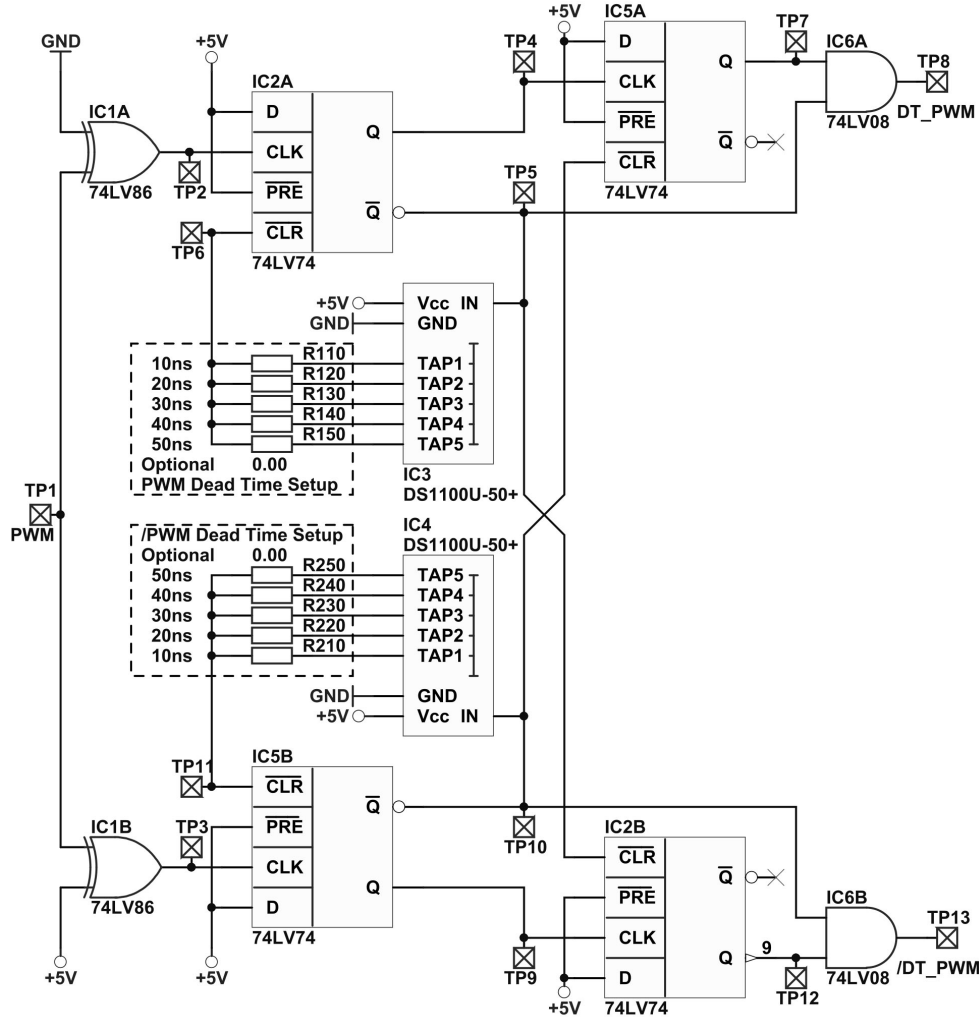 GND
+5V
IC1A
74LV86
TP2
IC2A
D
CLK
PRE
CLR
Q
Q
74LV74
TP6
TP4
+5V
IC5A
D
CLK
PRE
CLR
Q
Q
74LV74
TP7
IC6A
74LV08
TP8
DT_PWM
TP5
+5V
GND
Vcc IN
GND
TAP1
TAP2
TAP3
TAP4
TAP5
IC3
DS1100U-50+
10ns R110
20ns R120
30ns R130
40ns R140
50ns R150
Optional 0.00
PWM Dead Time Setup
TP1
PWM
/PWM Dead Time Setup
Optional 0.00
50ns R250
40ns R240
30ns R230
20ns R220
10ns R210
IC4
DS1100U-50+
TAP5
TAP4
TAP3
TAP2
TAP1
GND
Vcc IN
GND
+5V
TP11
IC5B
CLR
PRE
CLK
D
Q
Q
74LV74
IC1B
74LV86
TP3
+5V
+5V
TP10
TP9
IC2B
CLR
PRE
CLK
D
Q
Q
9
74LV74
+5V
TP12
IC6B
74LV08
TP13
/DT_PWM